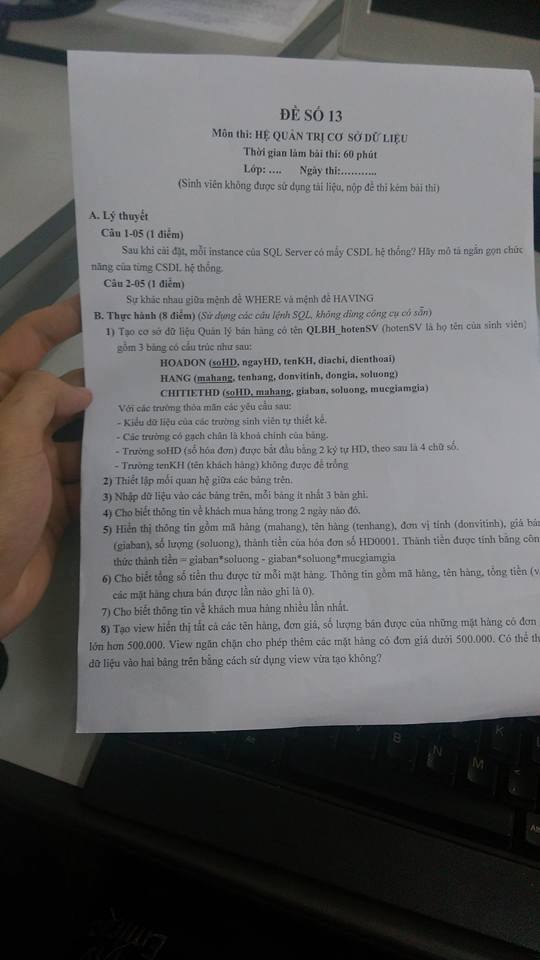 ĐỀ SỐ 13
Môn thi: HỆ QUẢN TRỊ CƠ SỞ DỮ LIỆU
Thời gian làm bài thi: 60 phút
Lớp: .... Ngày thi:...........
(Sinh viên không được sử dụng tài liệu, nộp đề thi kèm bài thi)
A. Lý thuyết
Câu 1-05 (1 điểm)
Sau khi cài đặt, mỗi instance của SQL Server có mấy CSDL hệ thống? Hãy mô tả ngắn gọn chức
năng của từng CSDL hệ thống.
Câu 2-05 (1 điểm)
Sự khác nhau giữa mệnh đề WHERE và mệnh đề HAVING
B. Thực hành (8 điểm) (Sử dụng các câu lệnh SQL, không dùng công cụ có sẵn)
1) Tạo cơ sở dữ liệu Quản lý bán hàng có tên QLBH_hotenSV (hotenSV là họ tên của sinh viên)
gồm 3 bảng có cấu trúc như sau:
HOADON (soHD, ngayHD, tenKH, diachi, dienthoai)
HANG (mahang, tenhang, donvitinh, dongia, soluong)
CHITIETHD (soHD, mahang, giaban, soluong, mucgiamgia)
Với các trường thỏa mãn các yêu cầu sau:
- Kiểu dữ liệu của các trường sinh viên tự thiết kế.
- Các trường có gạch chân là khoá chính của bảng.
- Trường soHD (số hóa đơn) được bắt đầu bằng 2 ký tự HD, theo sau là 4 chữ số.
- Trường tenKH (tên khách hàng) không được để trống
2) Thiết lập mối quan hệ giữa các bảng trên.
3) Nhập dữ liệu vào các bảng trên, mỗi bảng ít nhất 3 bản ghi.
4) Cho biết thông tin về khách mua hàng trong 2 ngày nào đó.
5) Hiển thị thông tin gồm mã hàng (mahang), tên hàng (tenhang), đơn vị tính (donvitinh), giá bán
(giaban), số lượng (soluong), thành tiền của hóa đơn số HD0001. Thành tiền được tính bằng côn
thức thành tiền = giaban*soluong - giaban*soluong*mucgiamgia
6) Cho biết tổng số tiền thu được từ mỗi mặt hàng. Thông tin gồm mã hàng, tên hàng, tổng tiền (v
các mặt hàng chưa bán được lần nào ghi là 0).
7) Cho biết thông tin về khách mua hàng nhiều lần nhất.
8) Tạo view hiển thị tất cả các tên hàng, đơn giá, số lượng bán được của những mặt hàng có đơn
lớn hơn 500.000. View ngăn chặn cho phép thêm các mặt hàng có đơn giá dưới 500.000. Có thể th
dữ liệu vào hai bảng trên bằng cách sử dụng view vừa tạo không?
B
N
M
K